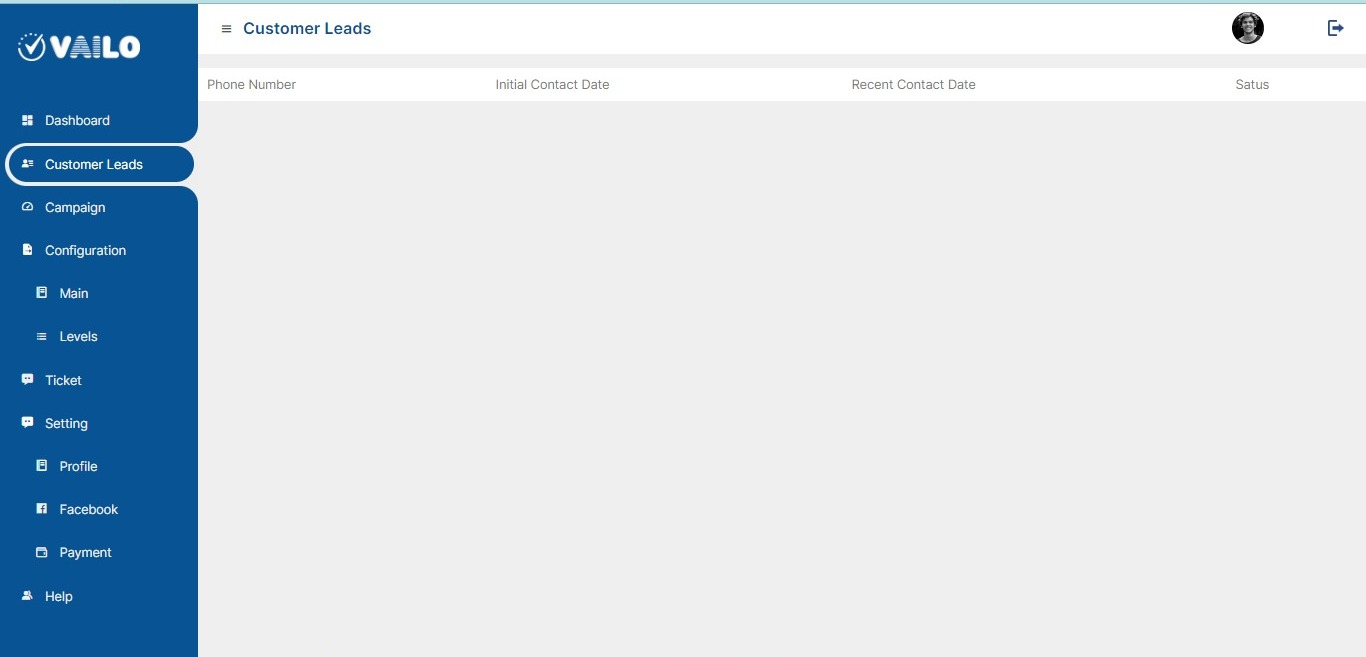 VAILO
Customer Leads
Phone Number Initial Contact Date Recent Contact Date Satus
Dashboard
Customer Leads
Campaign
Configuration
Main
Levels
Ticket
Setting
Profile
Facebook
Payment
Help